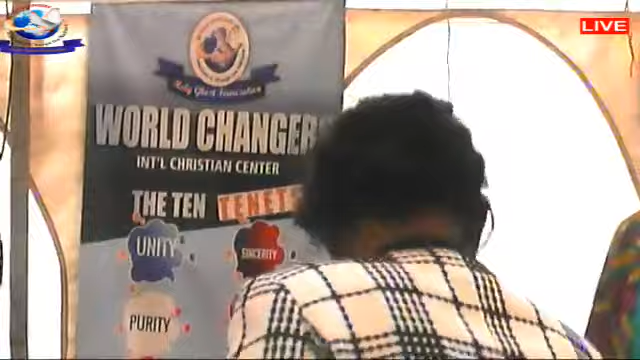 LIVE
WORLD CHANGERS
INT'L CHRISTIAN CENTER
THE TEN TENETS
UNITY
SINCERITY
PURITY